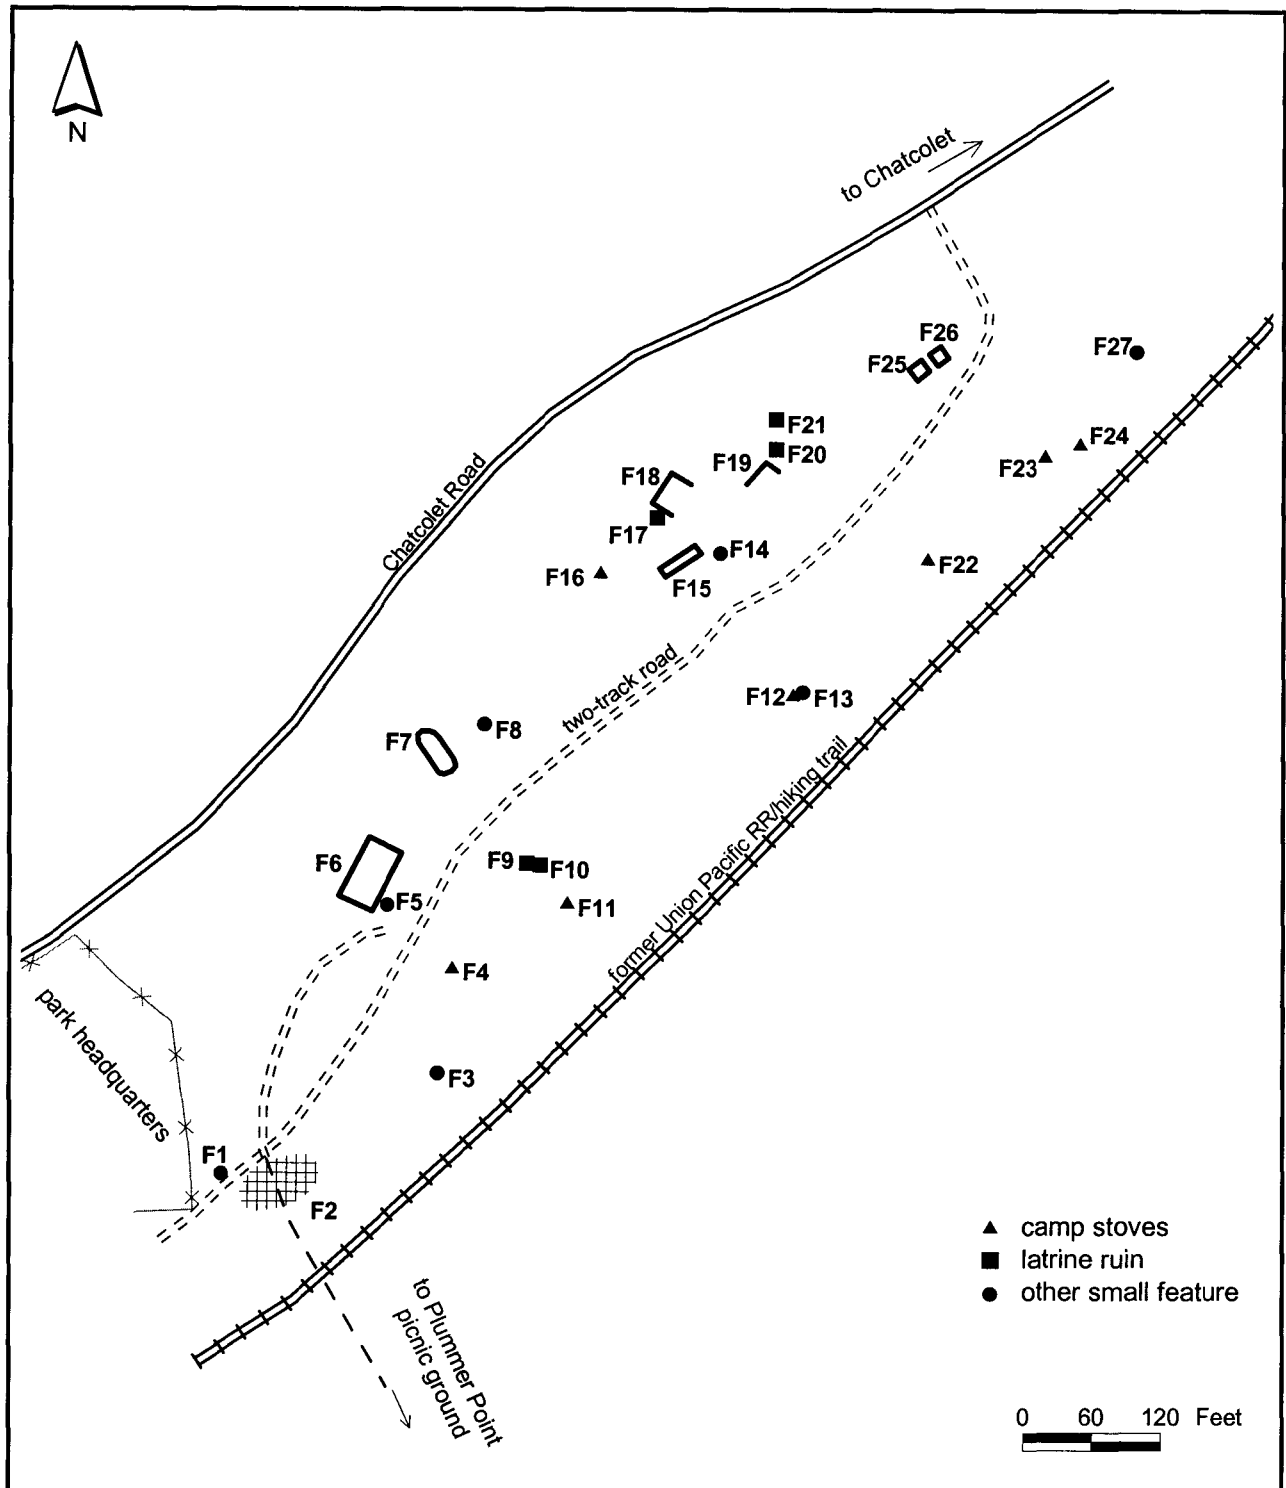 N
to Chatcolet
F26
F25
F27
F21
F20
F19
F18
F24
F23
Chatcolet Road
F17
F14
F16
F15
F22
two-track road
F12
F13
F7
F8
former Union Pacific RR/hiking trail
F6
F9
F10
F5
F11
F4
park headquarters
F3
F1
F2
camp stoves
latrine ruin
other small feature
to Plummer Point
picnic ground
0 60 120 Feet